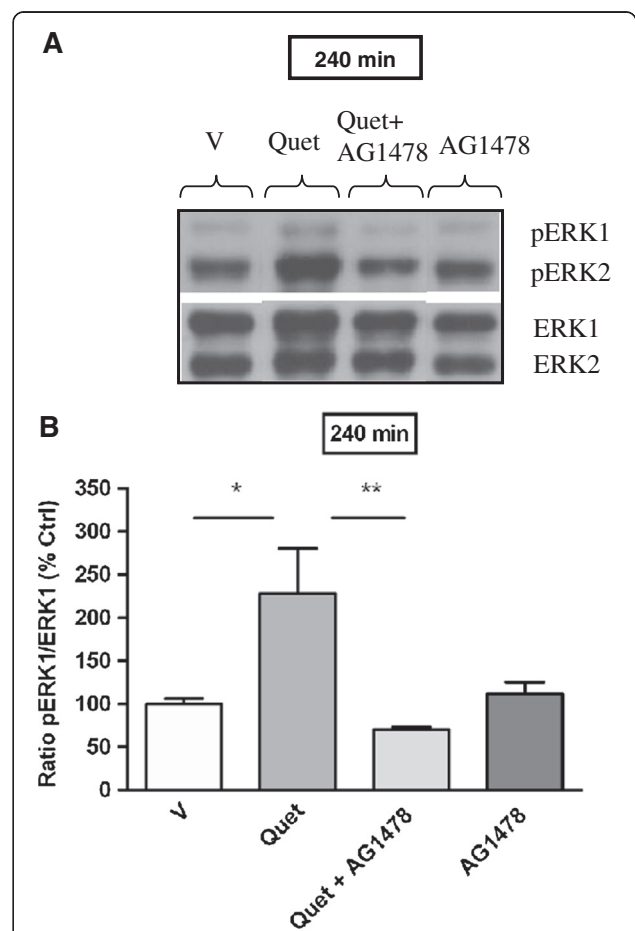 A
240 min
V
Quet
Quet+
AG1478
AG1478
pERK1
pERK2
ERK1
ERK2
B
240 min
Ratio pERK1/ERK1 (% Ctrl)
350
300
250
200
150
100
50
0
*
**
V
Quet
Quet + AG1478
AG1478